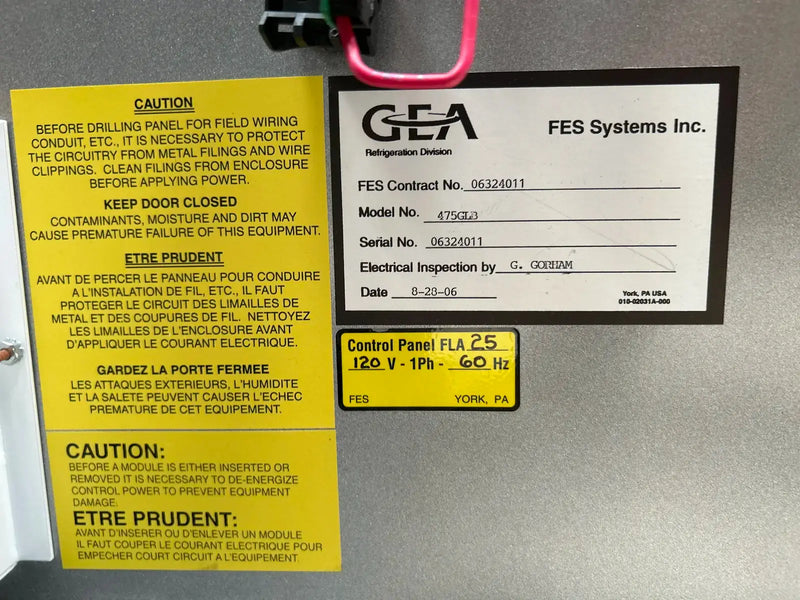 CAUTION
BEFORE DRILLING PANEL FOR FIELD WIRING
CONDUIT, ETC., IT IS NECESSARY TO PROTECT
THE CIRCUITRY FROM METAL FILINGS AND WIRE
CLIPPINGS. CLEAN FILINGS FROM ENCLOSURE
BEFORE APPLYING POWER.
KEEP DOOR CLOSED
CONTAMINANTS, MOISTURE AND DIRT MAY
CAUSE PREMATURE FAILURE OF THIS EQUIPMENT.
ETRE PRUDENT
AVANT DE PERCER LE PANNEAU POUR CONDUIRE
A L'INSTALATION DE FIL, ETC., IL FAUT
PROTEGER LE CIRCUIT DES LIMAILLES DE
METAL ET DES COUPURES DE FIL. NETTOYEZ
LES LIMAILLES DE L'ENCLOSURE AVANT
D'APPLIQUER LE COURANT ELECTRIQUE.
GARDEZ LA PORTE FERMEE
LES ATTAQUES EXTERIEURS, L'HUMIDITE
ET LA SALETE PEUVENT CAUSER L'ECHEC
PREMATURE DE CET EQUIPEMENT.
CAUTION:
BEFORE A MODULE IS EITHER INSERTED OR
REMOVED IT IS NECESSARY TO DE-ENERGIZE
CONTROL POWER TO PREVENT EQUIPMENT
DAMAGE.
ETRE PRUDENT:
AVANT D'INSERER OU D'ENLEVER UN MODULE
IL FAUT COUPER LE COURANT ELECTRIQUE POUR
EMPECHER COURT CIRCUIT A L'EQUIPEMENT.
GEA
Refrigeration Division
FES Systems Inc.
FES Contract No. 06324011
Model No. 475GLB
Serial No. 06324011
Electrical Inspection by G. GORHAM
Date 8-28-06
York, PA USA
010-02031A-000
Control Panel FLA 25
120 V - 1Ph - 60 Hz
FES YORK, PA